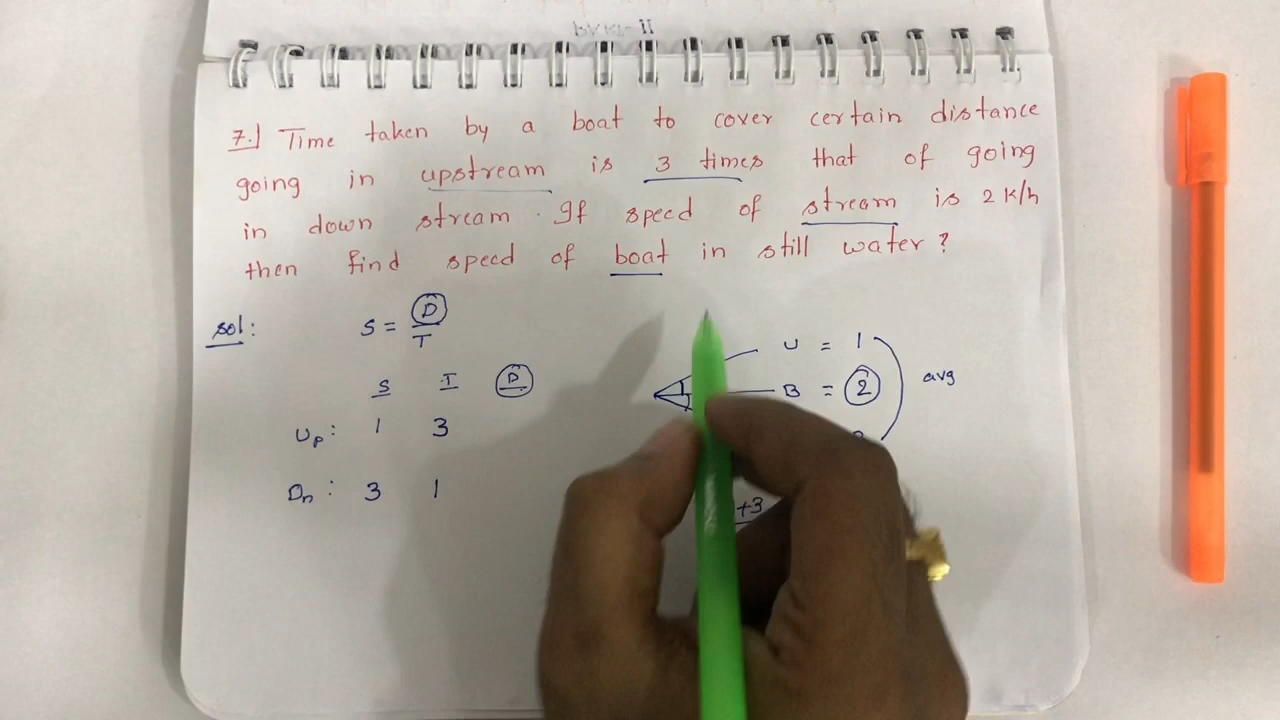 7.) Time taken by a boat to cover certain distance
going in upstream is 3 times that of going
in down stream. If speed of stream is 2 k/h
then find speed of boat in still water?
sol: S = D/T
U = 1
S T D
B = 2 avg
Up: 1 3
Dn: 3 1
+3